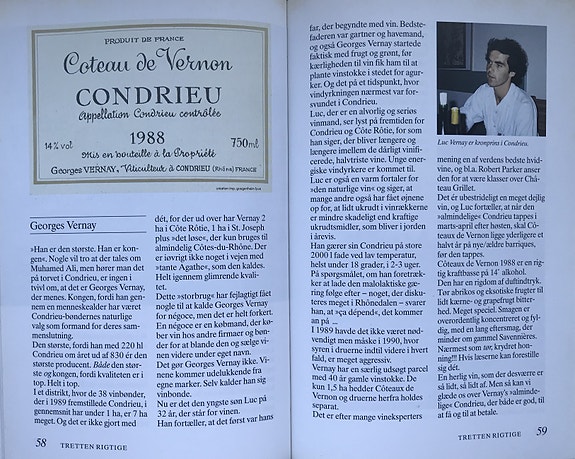 PRODUIT DE FRANCE
Coteau de Vernon
CONDRIEU
Appellation Condrieu contrôlée
1988
14% vol
750ml
Mis en bouteille à la Propriété
Georges VERNAY, Viticulteur à CONDRIEU (Rhône) FRANCE
Georges Vernay
»Han er den største. Han er kon-
gen«. Nogle vil tro at der tales om
Muhamed Ali, men hører man det
på torvet i Condrieu, er ingen i
tvivl om, at det er Georges Vernay,
der menes. Kongen, fordi han gen-
nem en menneskealder har været
Condrieu-bøndernes naturlige
valg som formand for deres sam-
menslutning.
Den største, fordi han med 220 hl
Condrieu om året ud af 830 ér den
største producent. Både den stør-
ste og kongen, fordi kvaliteten er i
top. Helt i top.
I et distrikt, hvor de 38 vinbønder,
der i 1989 fremstillede Condrieu, i
gennemsnit har under 1 ha, er 7 ha
meget. Og det er ikke gjort med
dét, for der ud over har Vernay 2
ha i Côte Rôtie, 1 ha i St. Joseph
plus »det løse«, der kun bruges til
almindelig Côtes-du-Rhône. Det
er iøvrigt ikke noget i vejen med
»tante Agathe«, som den kaldes.
Helt igennem glimrende kvali-
tet.
Dette »storbrug« har fejlagtigt fået
nogle til at kalde Georges Vernay
for négoce, men det er helt forkert.
En négoce er en købmand, der kø-
ber vin hos andre firmaer og bøn-
der for at blande den og sælge vi-
nen videre under eget navn.
Det gør Georges Vernay ikke. Vi-
nene kommer udelukkende fra
egne marker. Selv kalder han sig
vinbonde.
Nu er det den yngste søn Luc på
32 år, der står for vinen.
Han fortæller, at det først var hans
58
TRETTEN RIGTIGE
far, der begyndte med vin. Bedste-
faderen var gartner og havemand,
og også Georges Vernay startede
faktisk med frugt og grønt, før
kærligheden til vin fik ham til at
plante vinstokke i stedet for agur-
ker. Og det på et tidspunkt, hvor
vindyrkningen nærmest var for-
svundet i Condrieu.
Luc, der er en alvorlig og seriøs
vinmand, ser lyst på fremtiden for
Condrieu og Côte Rôtie, for som
han siger, der bliver længere og
længere imellem de dårligt vinifi-
cerede, halvtriste vine. Unge ener-
giske vindyrkere er kommet til.
Luc er også en varm fortaler for
»den naturlige vin« og siger, at
mange andre også har fået øjnene
op for, at lidt ukrudt i vinrækkerne
er mindre skadeligt end kraftige
ukrudtsmidler, som bliver i jorden
i årevis.
Han gærer sin Condrieu på store
2000 l fade ved lav temperatur,
helst under 18 grader, i 2-3 uger.
På spørgsmålet, om han foretræk-
ker at lade den malolaktiske gæ-
ring følge efter – noget, der disku-
teres meget i Rhônedalen – svarer
han, at »ça dépend«, det kommer
an på ...
I 1989 havde det ikke været nød-
vendigt men måske i 1990, hvor
syren i druerne indtil videre i hvert
fald, er meget aggressiv.
Vernay har en særlig udsøgt parcel
med 40 år gamle vinstokke. De
kun 1,5 ha hedder Côteaux de
Vernon og druerne herfra holdes
separat.
Det er efter mange vineksperters
Luc Vernay er kronprins i Condrieu.
mening en af verdens bedste hvid-
vine, og bl.a. Robert Parker anser
den for at være klasser over Châ-
teau Grillet.
Det er ubestrideligt en meget dejlig
vin, og Luc fortæller, at når den
»almindelige« Condrieu tappes i
marts-april efter høsten, skal Cô-
teaux de Vernon ligge yderligere et
halvt år på nye/ældre barriques,
før den tappes.
Côteaux de Vernon 1988 er en rig-
tig kraftbasse på 14° alkohol.
Den har en rigdom af duftindtryk.
Tør abrikos og eksotiske frugter til
lidt kærne- og grapefrugt bitter-
hed. Meget speciel. Smagen er
overordentlig koncentreret og fyl-
dig, med en lang eftersmag, der
minder om gammel Savennières.
Nærmest som rør, krydret hon-
ning!!! Hvis læserne kan forestille
sig dét.
En herlig vin, som der desværre er
så lidt, så lidt af. Men så kan vi
glæde os over Vernay's »alminde-
lige« Condrieu, der både er god, til
at få og til at betale.
TRETTEN RIGTIGE
59